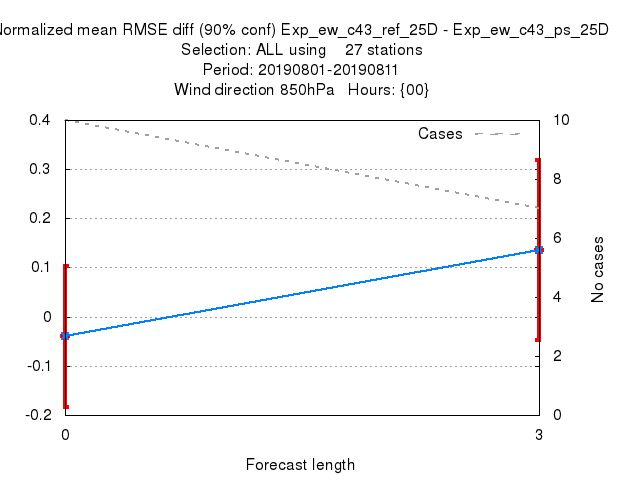 Normalized mean RMSE diff (90% conf) Exp_ew_c43_ref_25D - Exp_ew_c43_ps_25D
Selection: ALL using 27 stations
Period: 20190801-20190811
Wind direction 850hPa Hours: {00}
Cases
0.4
0.3
0.2
0.1
0
-0.1
-0.2
10
8
6
4
2
0
No cases
0
3
Forecast length